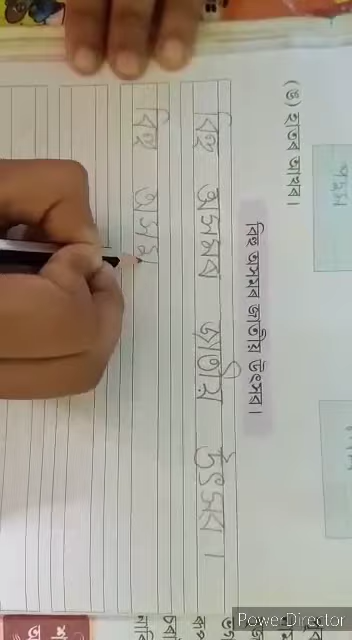 (ঙ) হাতৰ আখৰ।
বিহু অসমৰ জাতীয় উৎসৱ।
বিহু অসমৰ জাতীয় উৎসৱ ।
বিহু অসম
PowerDirector